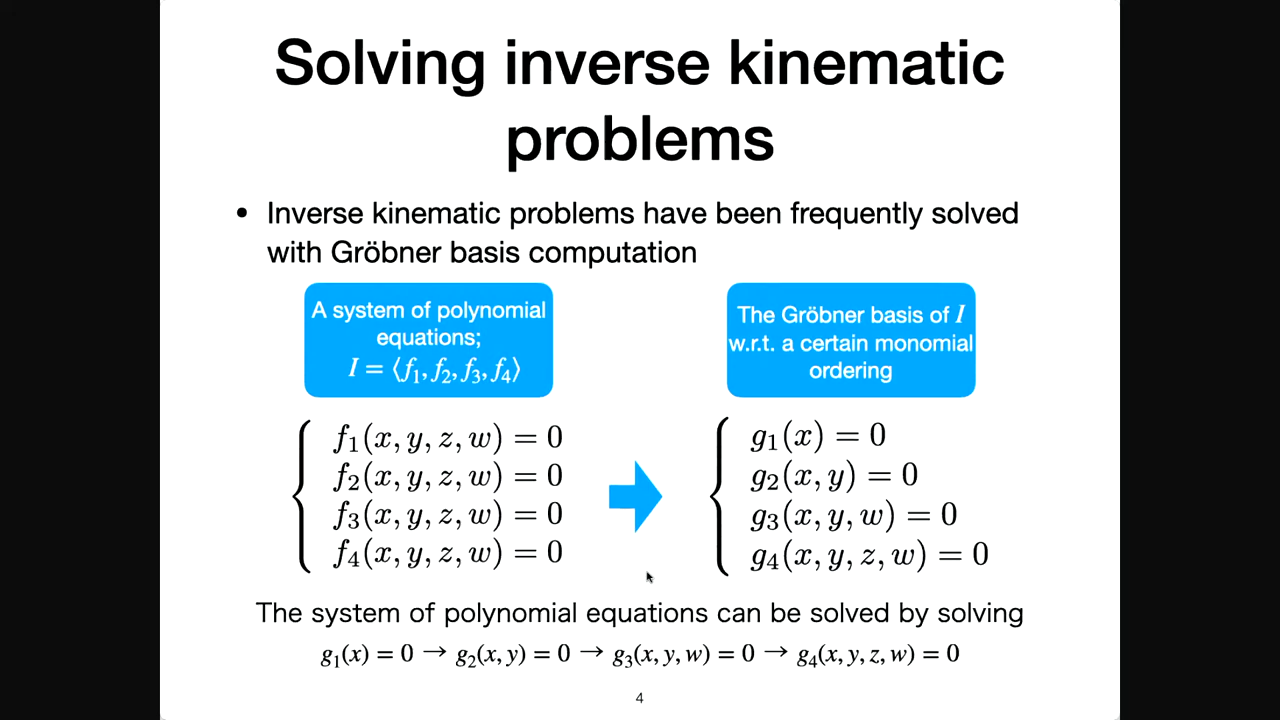 Solving inverse kinematic
problems
• Inverse kinematic problems have been frequently solved
with Gröbner basis computation
A system of polynomial
equations;
I = ⟨f₁, f₂, f₃, f₄⟩
The Gröbner basis of I
w.r.t. a certain monomial
ordering
f₁(x, y, z, w) = 0
f₂(x, y, z, w) = 0
f₃(x, y, z, w) = 0
f₄(x, y, z, w) = 0
g₁(x) = 0
g₂(x, y) = 0
g₃(x, y, w) = 0
g₄(x, y, z, w) = 0
The system of polynomial equations can be solved by solving
g₁(x) = 0 → g₂(x, y) = 0 → g₃(x, y, w) = 0 → g₄(x, y, z, w) = 0
4